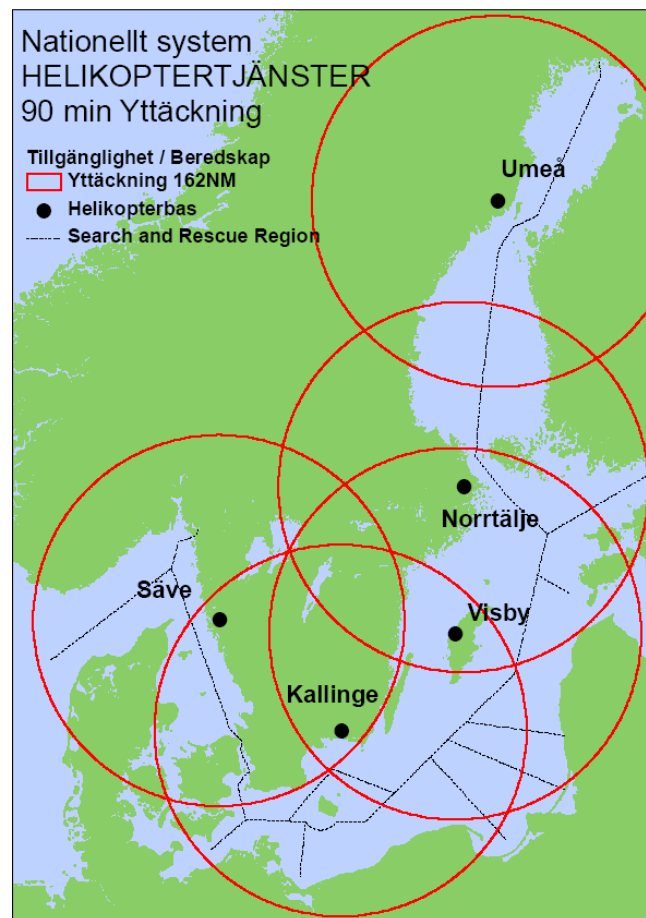 Nationellt system
HELIKOPTERTJÄNSTER
90 min Yttäckning
Tillgänglighet / Beredskap
Yttäckning 162NM
Helikopterbas
Search and Rescue Region
Umeå
Norrtälje
Säve
Visby
Kallinge